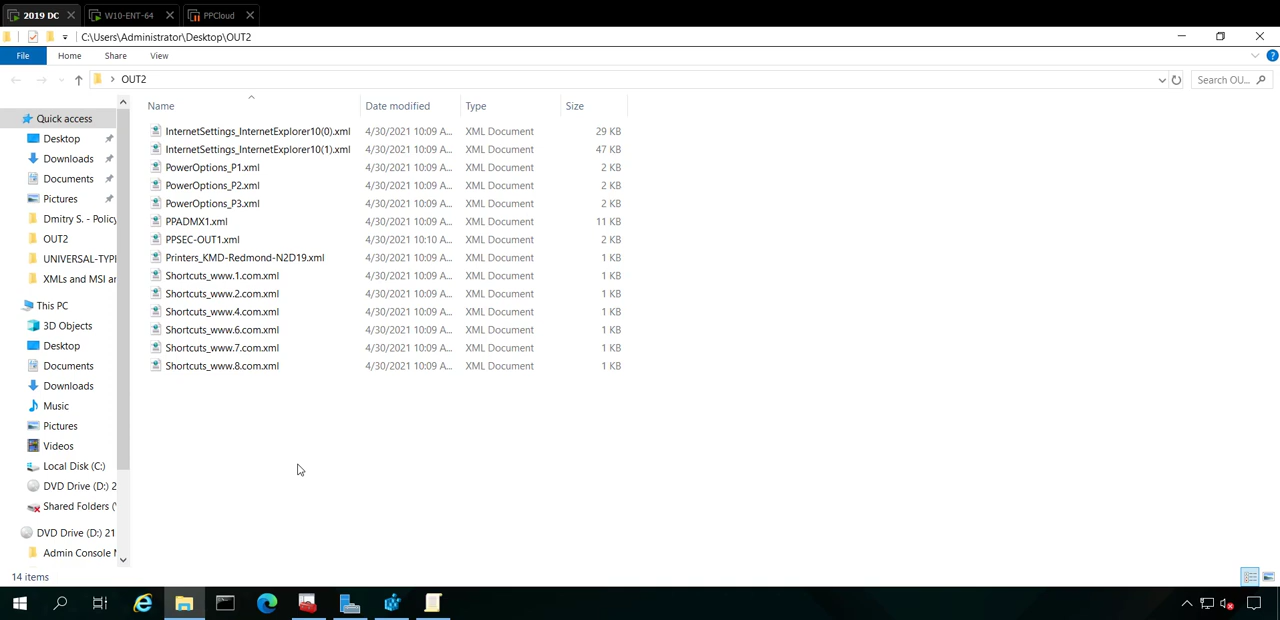 2019 DC
W10-ENT-64
PPCloud
C:\Users\Administrator\Desktop\OUT2
File Home Share View
OUT2
Search OU...
Name Date modified Type Size
Quick access
Desktop
Downloads
Documents
Pictures
Dmitry S. - Policy
OUT2
UNIVERSAL-TYPI
XMLs and MSI ar
This PC
3D Objects
Desktop
Documents
Downloads
Music
Pictures
Videos
Local Disk (C:)
DVD Drive (D:) 2
Shared Folders (
DVD Drive (D:) 21
Admin Console
InternetSettings_InternetExplorer10(0).xml 4/30/2021 10:09 A... XML Document 29 KB
InternetSettings_InternetExplorer10(1).xml 4/30/2021 10:09 A... XML Document 47 KB
PowerOptions_P1.xml 4/30/2021 10:09 A... XML Document 2 KB
PowerOptions_P2.xml 4/30/2021 10:09 A... XML Document 2 KB
PowerOptions_P3.xml 4/30/2021 10:09 A... XML Document 2 KB
PPADMX1.xml 4/30/2021 10:09 A... XML Document 11 KB
PPSEC-OUT1.xml 4/30/2021 10:10 A... XML Document 2 KB
Printers_KMD-Redmond-N2D19.xml 4/30/2021 10:09 A... XML Document 1 KB
Shortcuts_www.1.com.xml 4/30/2021 10:09 A... XML Document 1 KB
Shortcuts_www.2.com.xml 4/30/2021 10:09 A... XML Document 1 KB
Shortcuts_www.4.com.xml 4/30/2021 10:09 A... XML Document 1 KB
Shortcuts_www.6.com.xml 4/30/2021 10:09 A... XML Document 1 KB
Shortcuts_www.7.com.xml 4/30/2021 10:09 A... XML Document 1 KB
Shortcuts_www.8.com.xml 4/30/2021 10:09 A... XML Document 1 KB
14 items